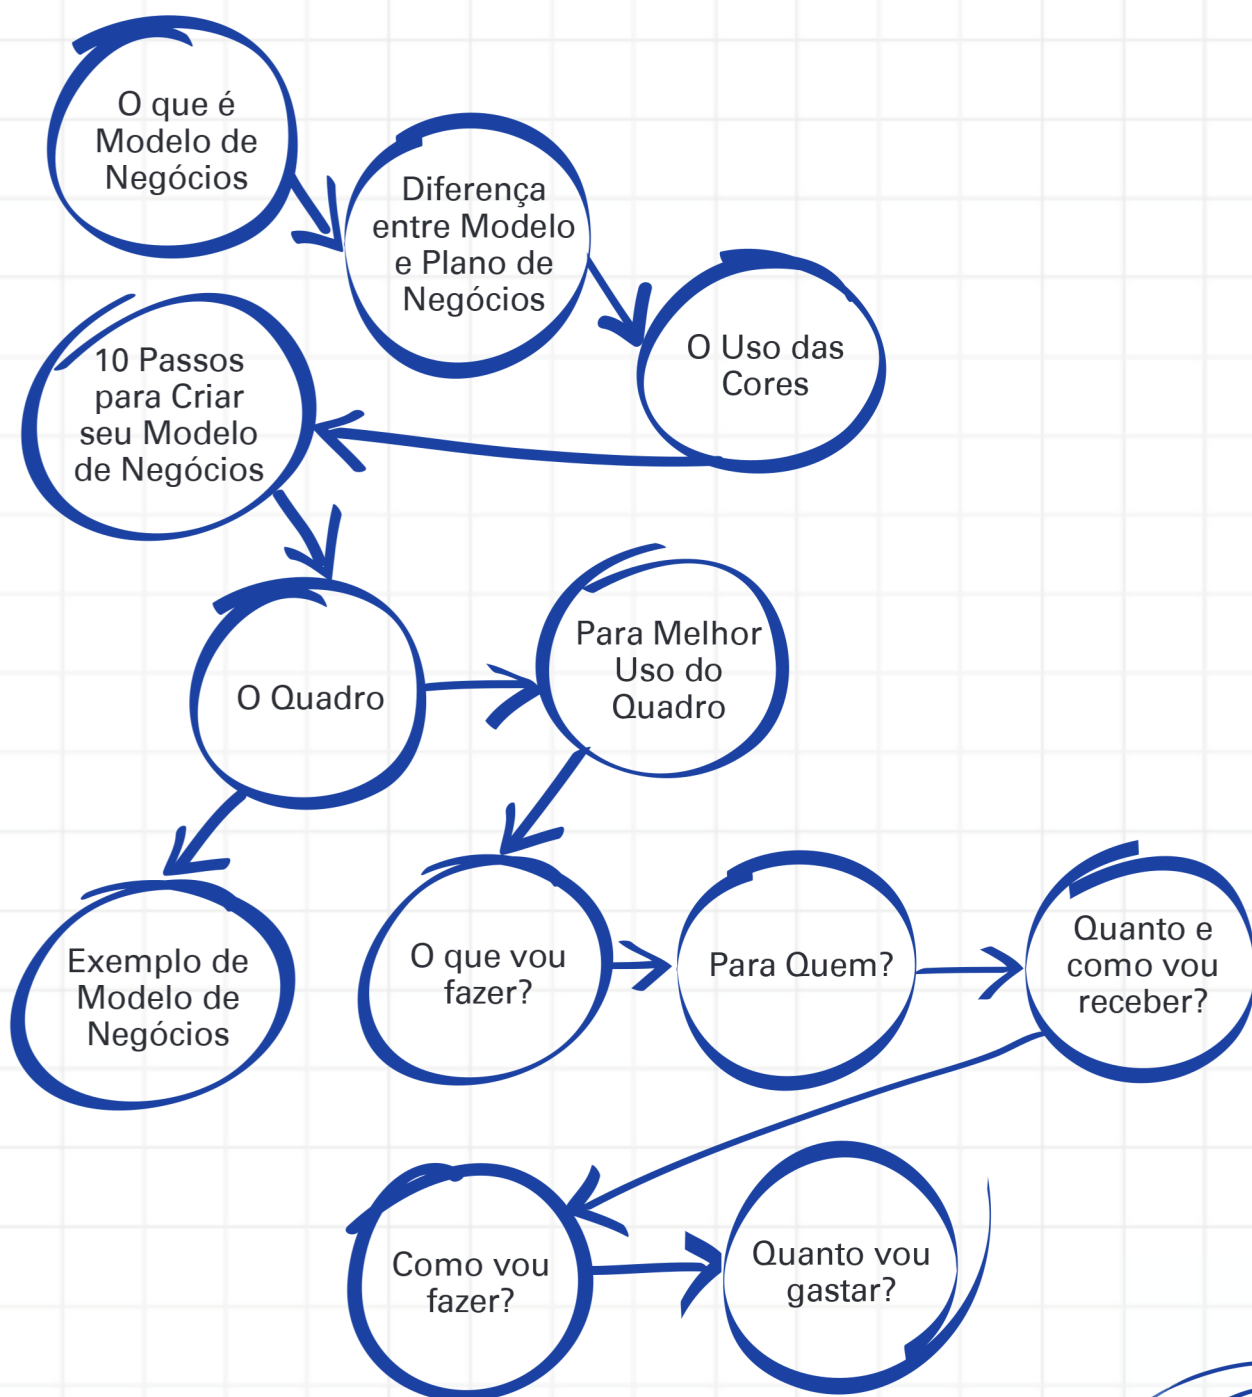 O que é
Modelo de
Negócios
Diferença
entre Modelo
e Plano de
Negócios
O Uso das
Cores
10 Passos
para Criar
seu Modelo
de Negócios
O Quadro
Para Melhor
Uso do
Quadro
Exemplo de
Modelo de
Negócios
O que vou
fazer?
Para Quem?
Quanto e
como vou
receber?
Como vou
fazer?
Quanto vou
gastar?